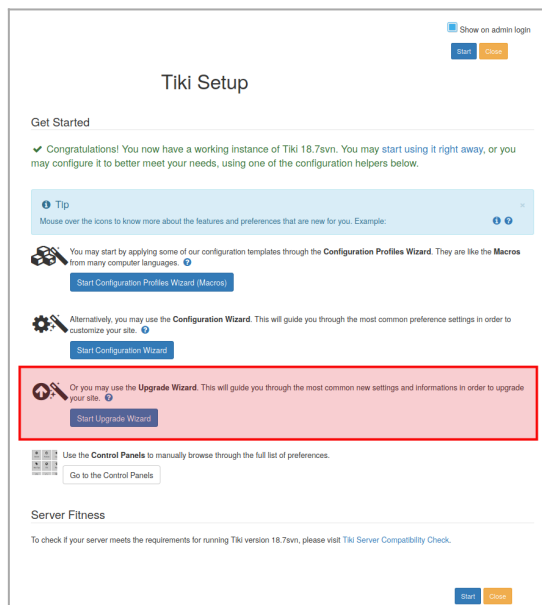 Show on admin login
Start Close
Tiki Setup
Get Started
Congratulations! You now have a working instance of Tiki 18.7svn. You may start using it right away, or you
may configure it to better meet your needs, using one of the configuration helpers below.
Tip
×
Mouse over the icons to know more about the features and preferences that are new for you. Example:
You may start by applying some of our configuration templates through the Configuration Profiles Wizard. They are like the Macros
from many computer languages.
Start Configuration Profiles Wizard (Macros)
Alternatively, you may use the Configuration Wizard. This will guide you through the most common preference settings in order to
customize your site.
Start Configuration Wizard
Or you may use the Upgrade Wizard. This will guide you through the most common new settings and informations in order to upgrade
your site.
Start Upgrade Wizard
Use the Control Panels to manually browse through the full list of preferences.
Go to the Control Panels
Server Fitness
To check if your server meets the requirements for running Tiki version 18.7svn, please visit Tiki Server Compatibility Check.
Start Close